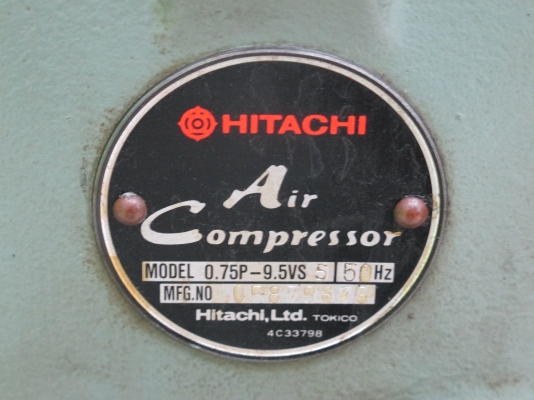 HITACHI
Air
Compressor
MODEL 0.75P-9.5VS 5 50 Hz
MFG.NO
Hitachi,Ltd. TOKICO
4C33798